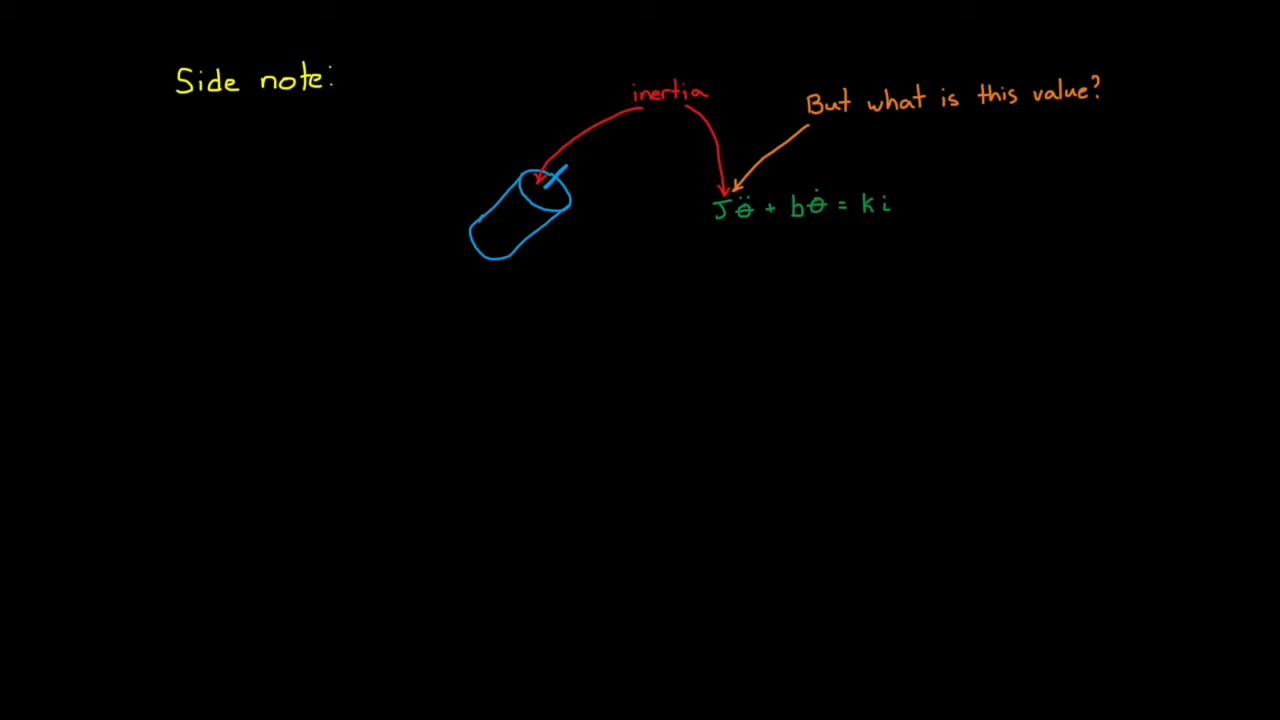 Side note:
inertia
But what is this value?
Jθ̈ + bθ̇ = ki